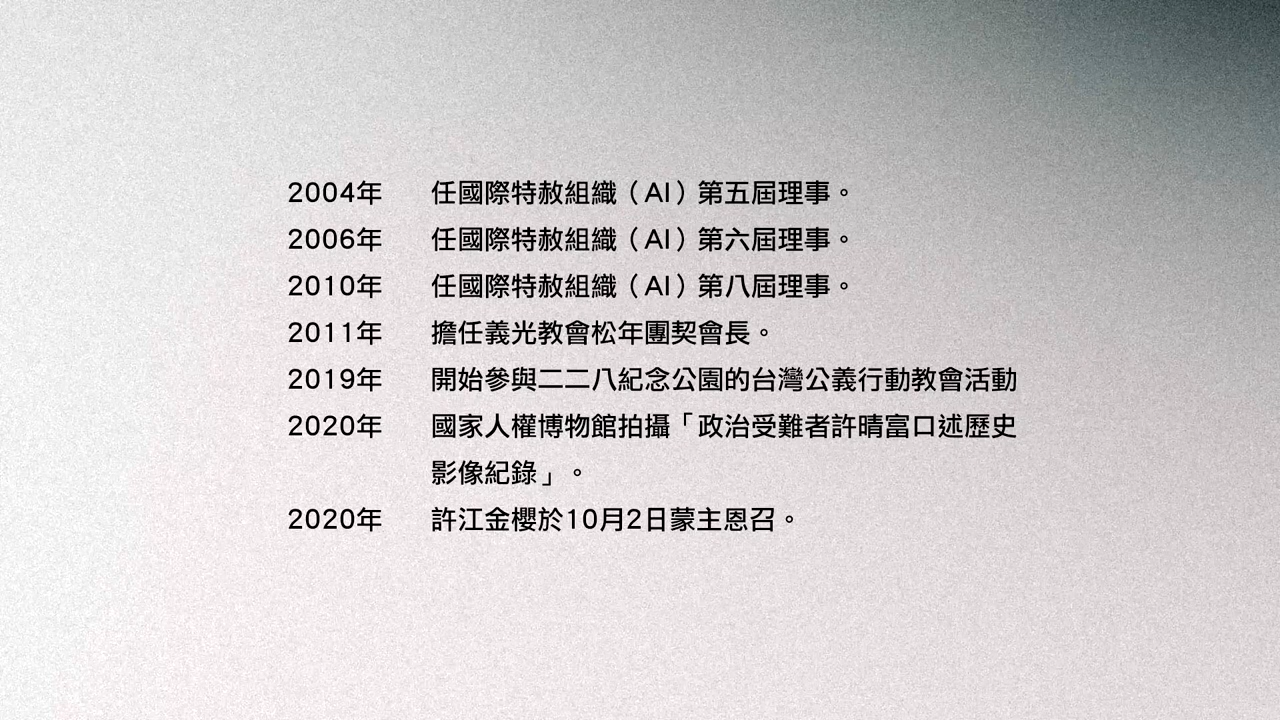 2004年 任國際特赦組織（AI）第五屆理事。
2006年 任國際特赦組織（AI）第六屆理事。
2010年 任國際特赦組織（AI）第八屆理事。
2011年 擔任義光教會松年團契會長。
2019年 開始參與二二八紀念公園的台灣公義行動教會活動
2020年 國家人權博物館拍攝「政治受難者許晴富口述歷史
影像紀錄」。
2020年 許江金櫻於10月2日蒙主恩召。